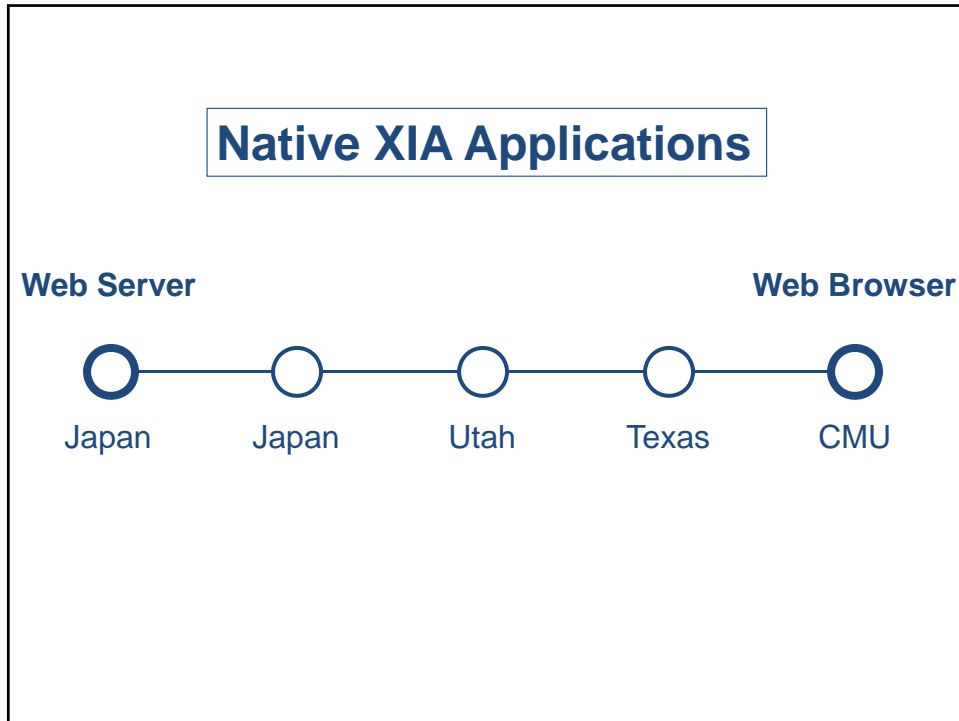 Native XIA Applications
Web Server Web Browser
Japan Japan Utah Texas CMU